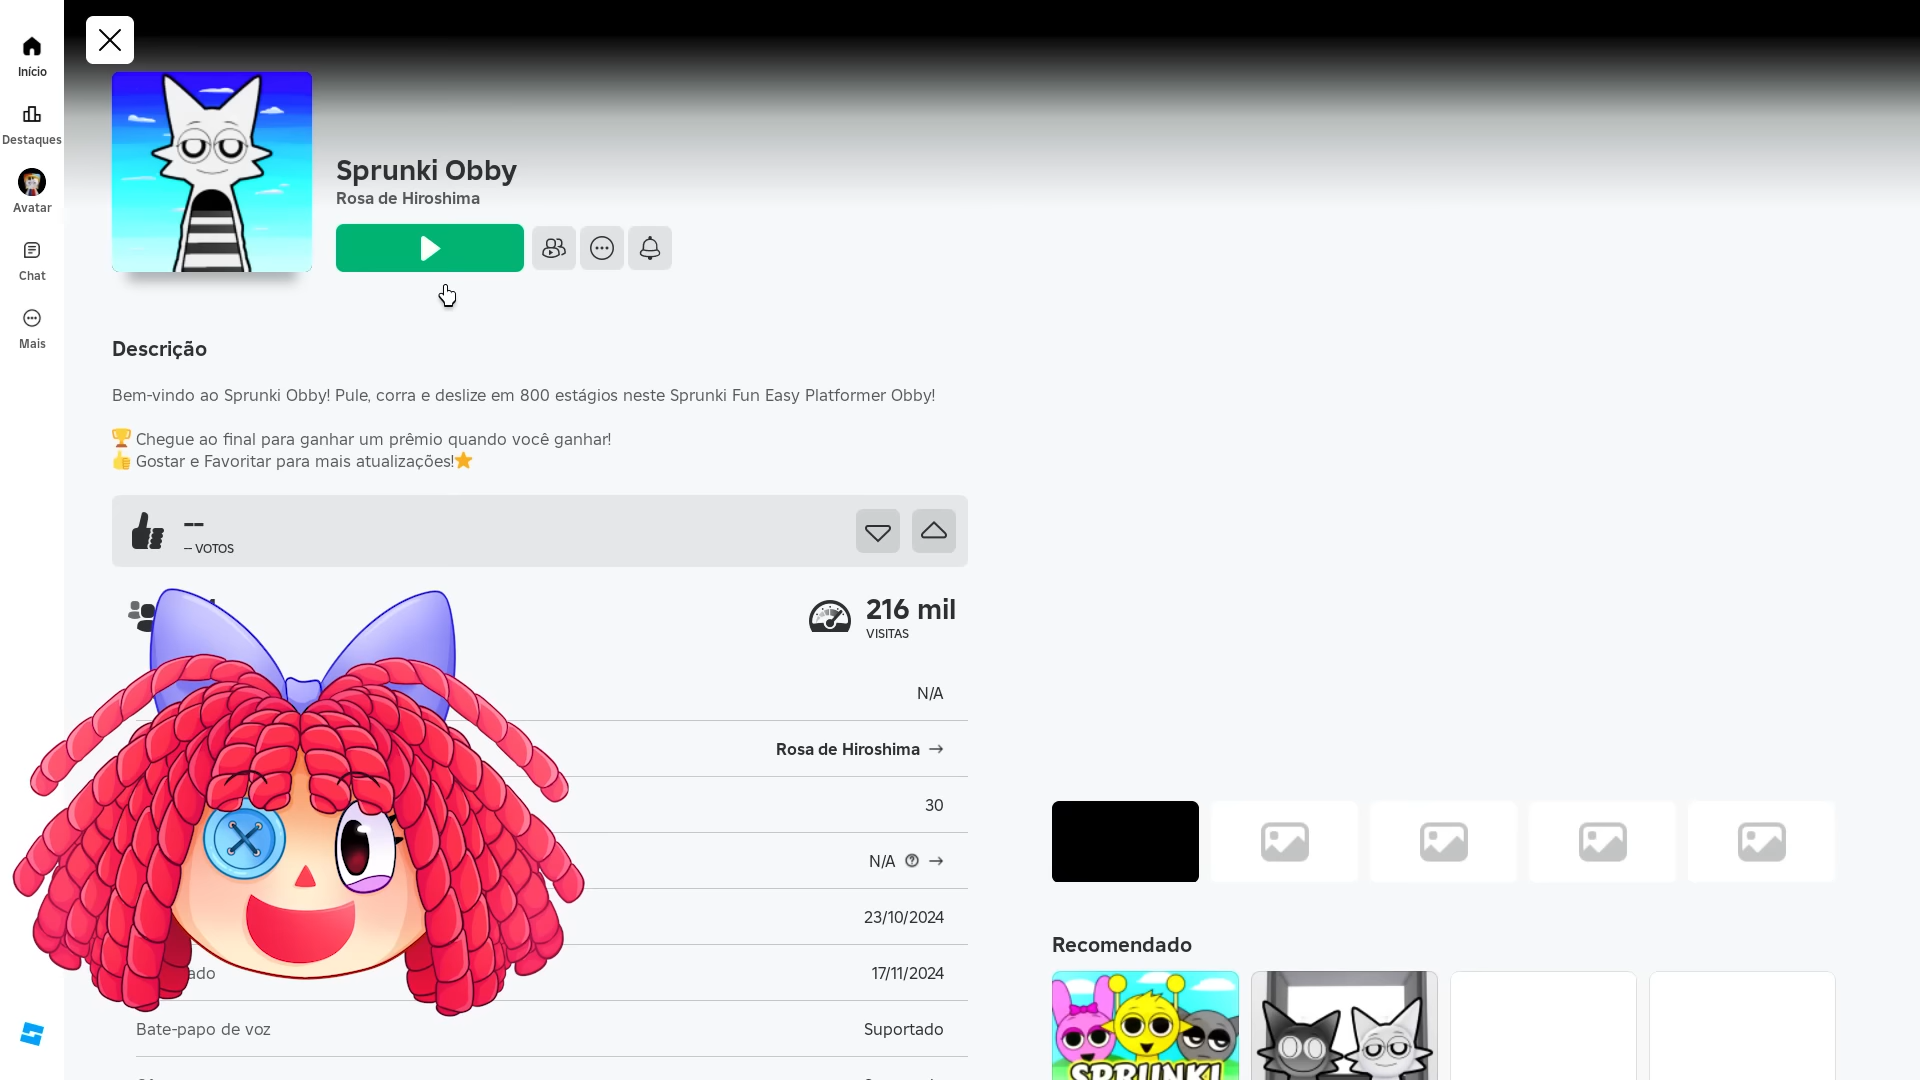 Início
Destaques
Avatar
Chat
Mais
Sprunki Obby
Rosa de Hiroshima
Descrição
Bem-vindo ao Sprunki Obby! Pule, corra e deslize em 800 estágios neste Sprunki Fun Easy Platformer Obby!
🏆 Chegue ao final para ganhar um prêmio quando você ganhar!
👍 Gostar e Favoritar para mais atualizações!⭐
--
-- VOTOS
216 mil
VISITAS
N/A
Rosa de Hiroshima →
30
N/A →
23/10/2024
17/11/2024
Bate-papo de voz
Suportado
Recomendado
SPRUNKI